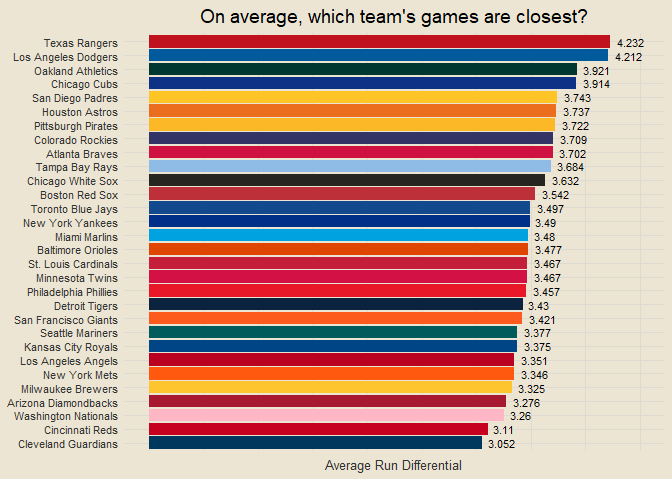 On average, which team's games are closest?
Texas Rangers 4.232
Los Angeles Dodgers 4.212
Oakland Athletics 3.921
Chicago Cubs 3.914
San Diego Padres 3.743
Houston Astros 3.737
Pittsburgh Pirates 3.722
Colorado Rockies 3.709
Atlanta Braves 3.702
Tampa Bay Rays 3.684
Chicago White Sox 3.632
Boston Red Sox 3.542
Toronto Blue Jays 3.497
New York Yankees 3.49
Miami Marlins 3.48
Baltimore Orioles 3.477
St. Louis Cardinals 3.467
Minnesota Twins 3.467
Philadelphia Phillies 3.457
Detroit Tigers 3.43
San Francisco Giants 3.421
Seattle Mariners 3.377
Kansas City Royals 3.375
Los Angeles Angels 3.351
New York Mets 3.346
Milwaukee Brewers 3.325
Arizona Diamondbacks 3.276
Washington Nationals 3.26
Cincinnati Reds 3.11
Cleveland Guardians 3.052
Average Run Differential